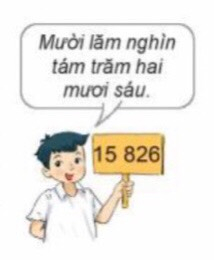 Mười lăm nghìn
tám trăm hai
mươi sáu.
15 826